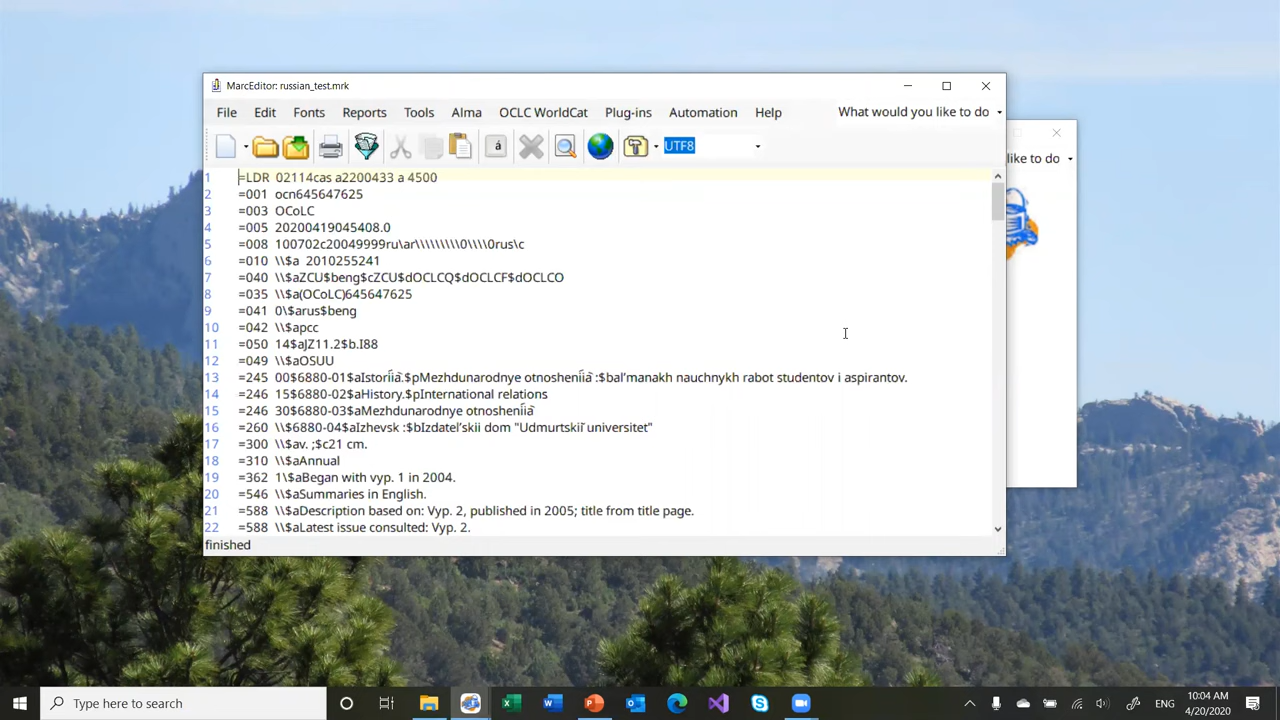 MarcEditor: russian_test.mrk
File Edit Fonts Reports Tools Alma OCLC WorldCat Plug-ins Automation Help What would you like to do
like to do
á UTF8
1 =LDR 02114cas a2200433 a 4500
2 =001 ocn645647625
3 =003 OCoLC
4 =005 20200419045408.0
5 =008 100702c20049999ru\ar\\\\\\\\\0\\\\0rus\c
6 =010 \\$a 2010255241
7 =040 \\$aZCU$beng$cZCU$dOCLCQ$dOCLCF$dOCLCO
8 =035 \\$a(OCoLC)645647625
9 =041 0\$arus$beng
10 =042 \\$apcc
11 =050 14$aJZ11.2$b.I88
12 =049 \\$aOSUU
13 =245 00$6880-01$aIstorii︠a︡.$pMezhdunarodnye otnoshenii︠a︡ :$balʹmanakh nauchnykh rabot studentov i aspirantov.
14 =246 15$6880-02$aHistory.$pInternational relations
15 =246 30$6880-03$aMezhdunarodnye otnoshenii︠a︡
16 =260 \\$6880-04$aIzhevsk :$bIzdatelʹskii dom "Udmurtskiĭ universitet"
17 =300 \\$av. ;$c21 cm.
18 =310 \\$aAnnual
19 =362 1\$aBegan with vyp. 1 in 2004.
20 =546 \\$aSummaries in English.
21 =588 \\$aDescription based on: Vyp. 2, published in 2005; title from title page.
22 =588 \\$aLatest issue consulted: Vyp. 2.
finished
Type here to search
ENG
10:04 AM
4/20/2020